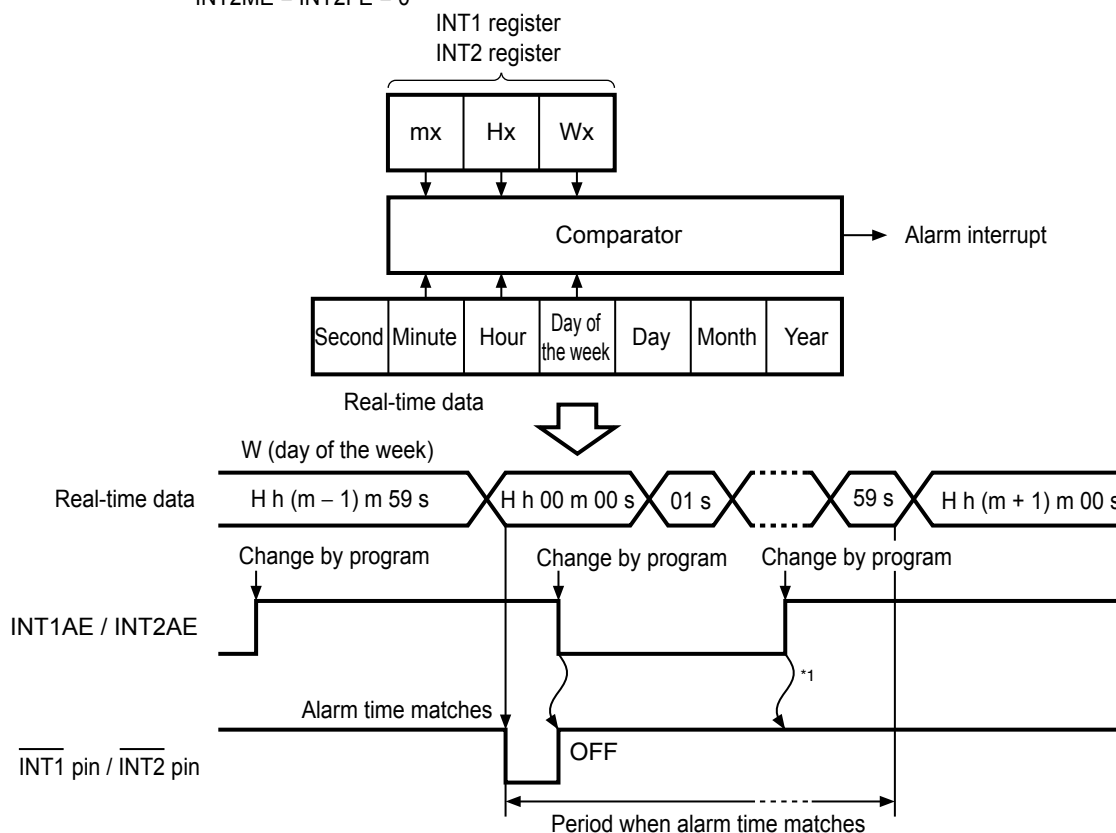 INT2ME = INT2FE = 0
INT1 register
INT2 register
mx Hx Wx
Comparator
Alarm interrupt
Second Minute Hour Day of the week Day Month Year
Real-time data
W (day of the week)
Real-time data
H h (m − 1) m 59 s H h 00 m 00 s 01 s 59 s H h (m + 1) m 00 s
Change by program Change by program Change by program
INT1AE / INT2AE
*1
Alarm time matches
OFF
INT1 pin / INT2 pin
Period when alarm time matches